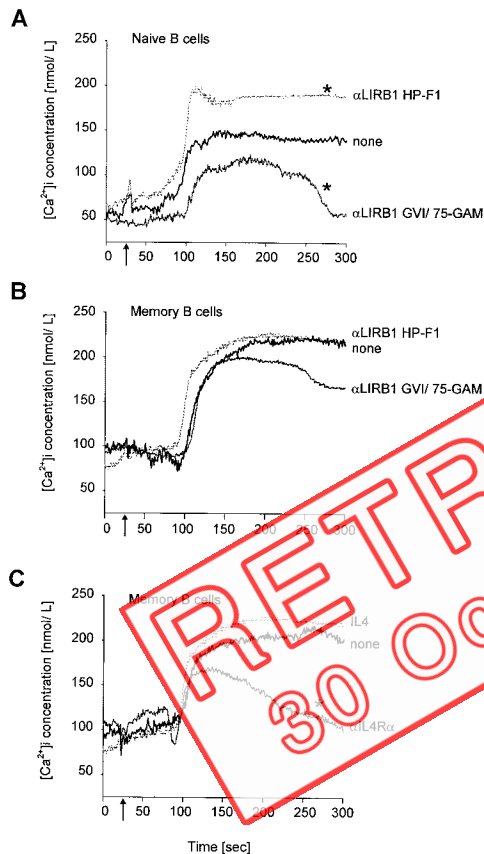 A
Naive B cells
[Ca²⁺]i concentration [nmol/ L]
250
200
150
100
50
0 50 100 150 200 250 300
αLIRB1 HP-F1
none
αLIRB1 GVI/ 75-GAM
*
*
B
Memory B cells
[Ca²⁺]i concentration [nmol/ L]
250
200
150
100
50
0 50 100 150 200 250 300
αLIRB1 HP-F1
none
αLIRB1 GVI/ 75-GAM
C
Memory B cells
[Ca²⁺]i concentration [nmol/ L]
250
200
150
100
50
0 50 100 150 200 250 300
IL4
none
*
αIL4Rα
Time [sec]
RETR
30 Oc